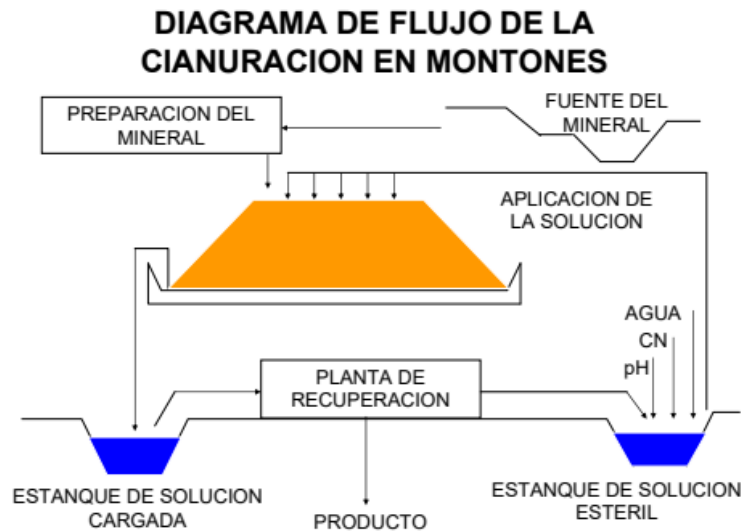 DIAGRAMA DE FLUJO DE LA
CIANURACION EN MONTONES
PREPARACION DEL
MINERAL
FUENTE DEL
MINERAL
APLICACION DE
LA SOLUCION
AGUA
CN
pH
PLANTA DE
RECUPERACION
ESTANQUE DE SOLUCION
CARGADA
PRODUCTO
ESTANQUE DE SOLUCION
ESTERIL